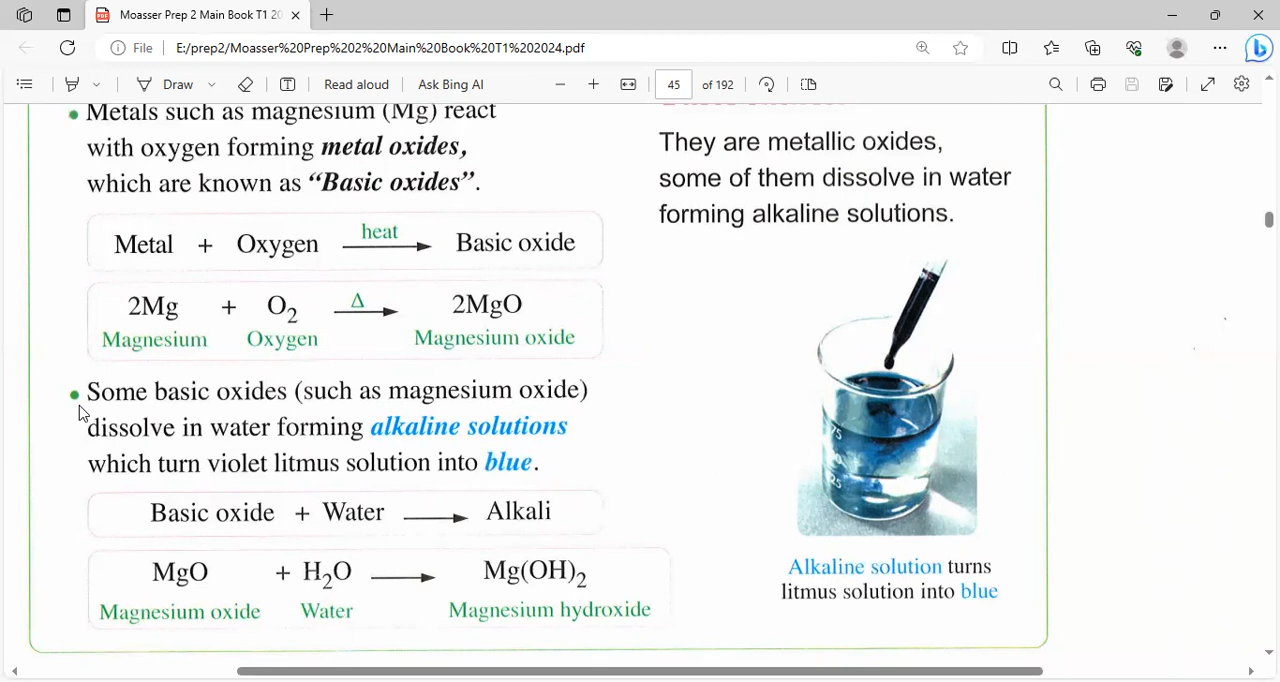 Moasser Prep 2 Main Book T1 20
File
E:/prep2/Moasser%20Prep%202%20Main%20Book%20T1%202024.pdf
Draw
Read aloud
Ask Bing AI
45 of 192
Metals such as magnesium (Mg) react
with oxygen forming metal oxides,
which are known as “Basic oxides”.
Metal + Oxygen heat → Basic oxide
2Mg + O₂ Δ → 2MgO
Magnesium Oxygen Magnesium oxide
• Some basic oxides (such as magnesium oxide)
dissolve in water forming alkaline solutions
which turn violet litmus solution into blue.
Basic oxide + Water → Alkali
MgO + H₂O → Mg(OH)₂
Magnesium oxide Water Magnesium hydroxide
They are metallic oxides,
some of them dissolve in water
forming alkaline solutions.
75
25
Alkaline solution turns
litmus solution into blue